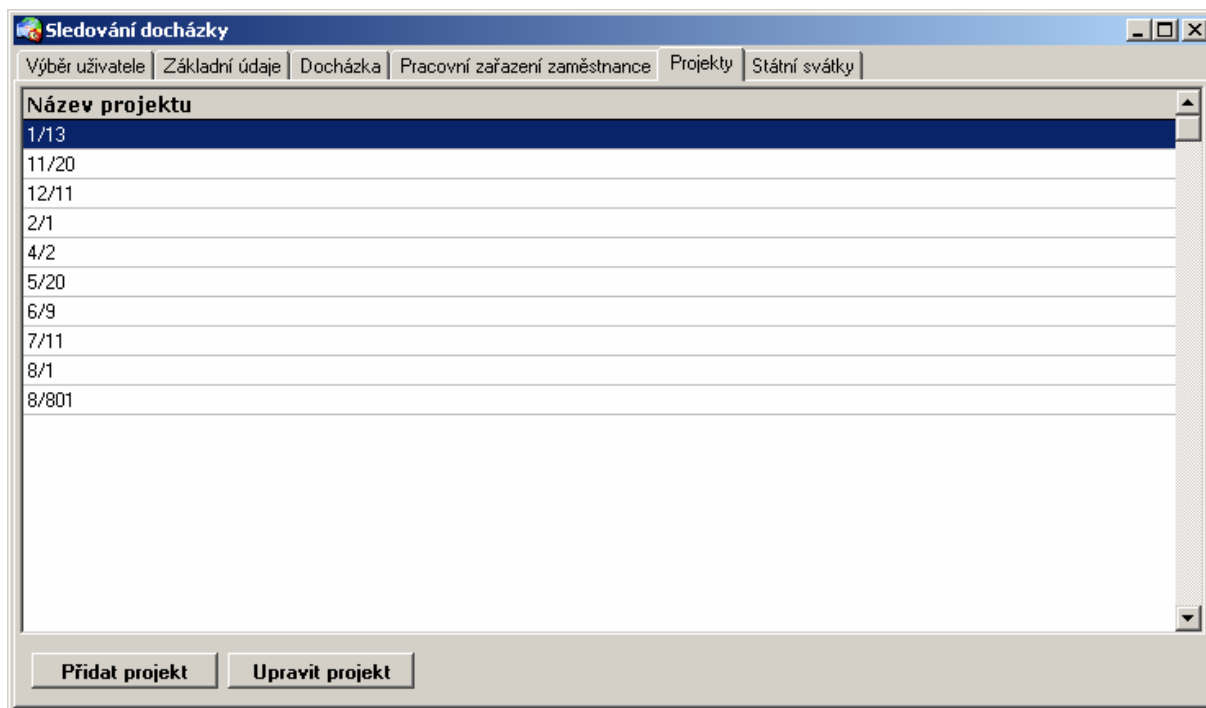 Sledování docházky
Výběr uživatele Základní údaje Docházka Pracovní zařazení zaměstnance Projekty Státní svátky
Název projektu
1/13
11/20
12/11
2/1
4/2
5/20
6/9
7/11
8/1
8/801
Přidat projekt Upravit projekt